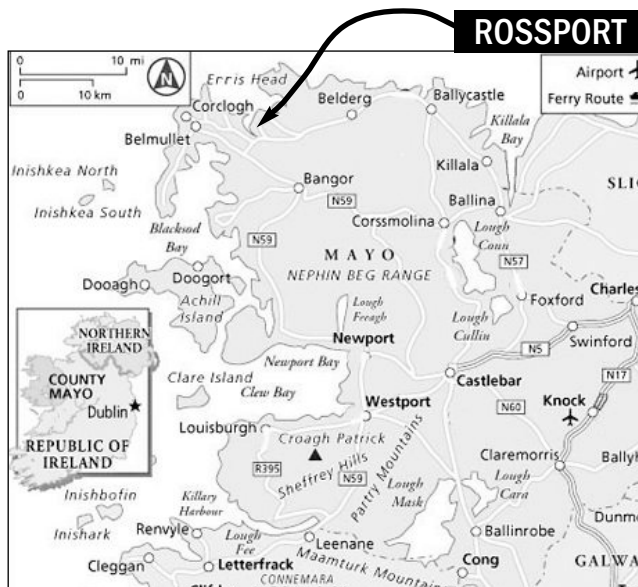 ROSSPORT
0 10 mi
0 10 km
N
Airport
Ferry Route
Erris Head
Corclogh
Belderg
Ballycastle
Killala
Bay
Belmullet
Killala
Inishkea North
Bangor
N59
SLIG
Ballina
Inishkea South
Corssmolina
Lough
Conn
Blacksod
Bay
N59
MAYO
N57
NEPHIN BEG RANGE
Dooagh
Doogort
Foxford
Charles
Achill
Island
Lough
Feeagh
Lough
Cullin
NORTHERN
IRELAND
Newport
Swinford
N5
COUNTY
MAYO
Newport Bay
Clare Island
Clew Bay
Castlebar
N17
Dublin
Westport
N60
Knock
Louisburgh
REPUBLIC OF
IRELAND
Croagh Patrick
Sheffrey Hills
R395
N59
Partry Mountains
Claremorris
Ballyh
Lough
Mask
Lough
Cara
Inishbofin
Killary
Harbour
Inishark
Renvyle
Lough
Fee
Leenane
Ballinrobe
Dunmo
Cleggan
Letterfrack
Maamturk Mountains
Cong
GALWA
CONNEMARA